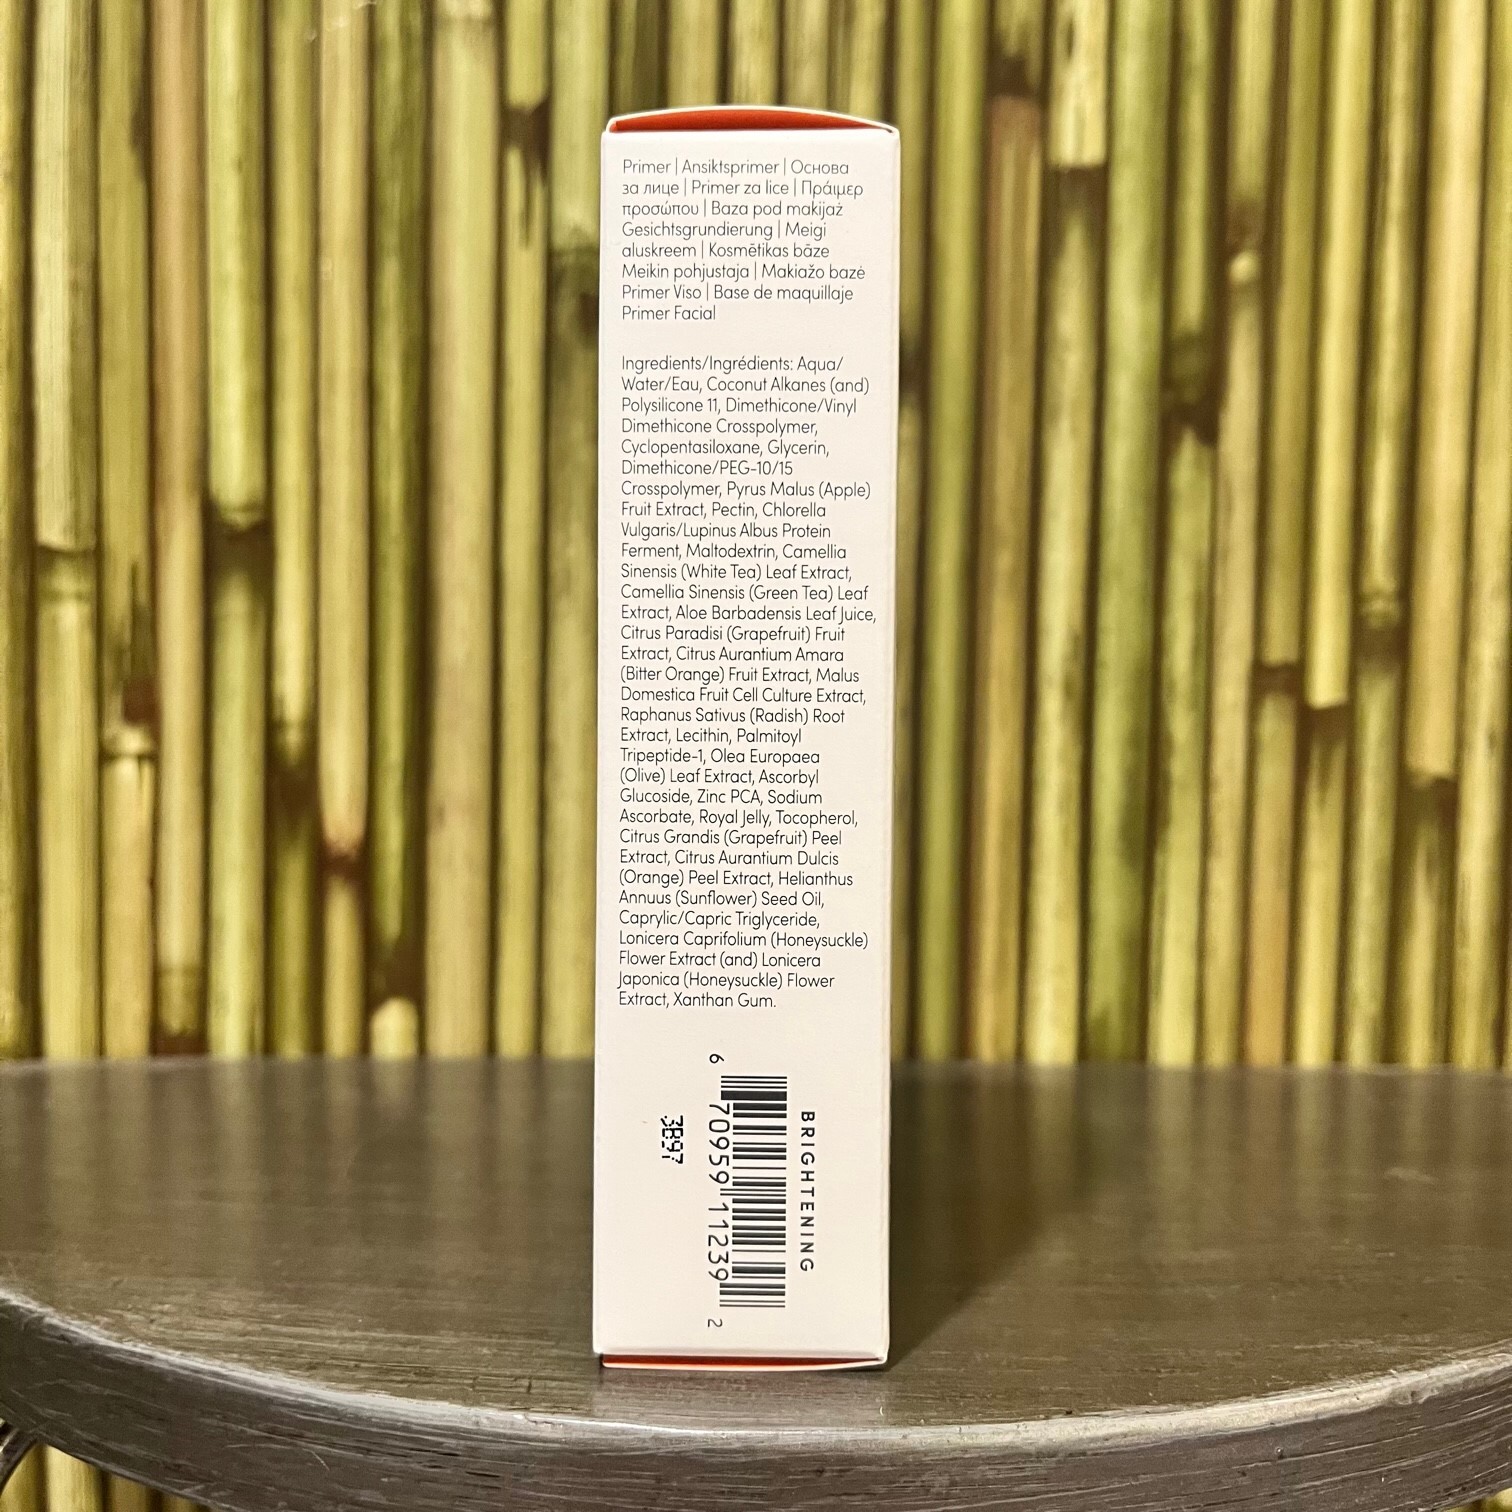 Primer | Ansiktsprimer | Основа
за лице | Primer za lice | Πράιμερ
προσώπου | Baza pod makijaż
Gesichtsgrundierung | Meigi
aluskreem | Kosmētikas bāze
Meikin pohjustaja | Makiažo bazė
Primer Viso | Base de maquillaje
Primer Facial
Ingredients/Ingrédients: Aqua/
Water/Eau, Coconut Alkanes (and)
Polysilicone 11, Dimethicone/Vinyl
Dimethicone Crosspolymer,
Cyclopentasiloxane, Glycerin,
Dimethicone/PEG-10/15
Crosspolymer, Pyrus Malus (Apple)
Fruit Extract, Pectin, Chlorella
Vulgaris/Lupinus Albus Protein
Ferment, Maltodextrin, Camellia
Sinensis (White Tea) Leaf Extract,
Camellia Sinensis (Green Tea) Leaf
Extract, Aloe Barbadensis Leaf Juice,
Citrus Paradisi (Grapefruit) Fruit
Extract, Citrus Aurantium Amara
(Bitter Orange) Fruit Extract, Malus
Domestica Fruit Cell Culture Extract,
Raphanus Sativus (Radish) Root
Extract, Lecithin, Palmitoyl
Tripeptide-1, Olea Europaea
(Olive) Leaf Extract, Ascorbyl
Glucoside, Zinc PCA, Sodium
Ascorbate, Royal Jelly, Tocopherol,
Citrus Grandis (Grapefruit) Peel
Extract, Citrus Aurantium Dulcis
(Orange) Peel Extract, Helianthus
Annuus (Sunflower) Seed Oil,
Caprylic/Capric Triglyceride,
Lonicera Caprifolium (Honeysuckle)
Flower Extract (and) Lonicera
Japonica (Honeysuckle) Flower
Extract, Xanthan Gum.
BRIGHTENING
6 70959 11239 2
3B97